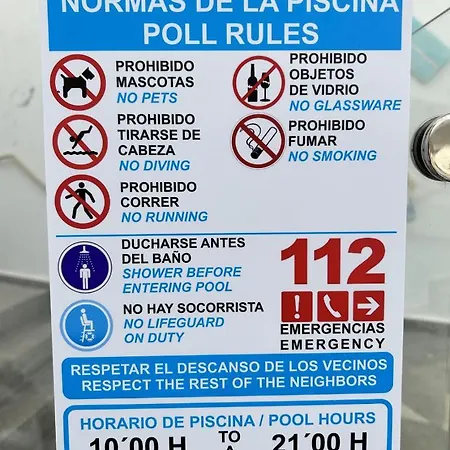 NORMAS DE LA PISCINA
POLL RULES
PROHIBIDO
MASCOTAS
NO PETS
PROHIBIDO
OBJETOS
DE VIDRIO
NO GLASSWARE
PROHIBIDO
TIRARSE DE
CABEZA
NO DIVING
PROHIBIDO
FUMAR
NO SMOKING
PROHIBIDO
CORRER
NO RUNNING
DUCHARSE ANTES
DEL BAÑO
SHOWER BEFORE
ENTERING POOL
NO HAY SOCORRISTA
NO LIFEGUARD
ON DUTY
112
EMERGENCIAS
EMERGENCY
RESPETAR EL DESCANSO DE LOS VECINOS
RESPECT THE REST OF THE NEIGHBORS
HORARIO DE PISCINA / POOL HOURS
10´00 H TO 21´00 H
A